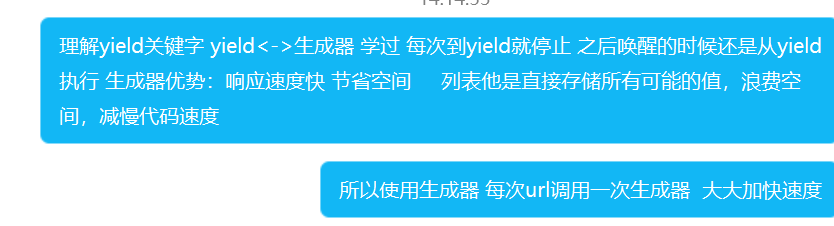 理解yield关键字 yield<->生成器 学过 每次到yield就停止 之后唤醒的时候还是从yield
执行 生成器优势：响应速度快 节省空间 列表他是直接存储所有可能的值，浪费空
间，减慢代码速度
所以使用生成器 每次url调用一次生成器 大大加快速度